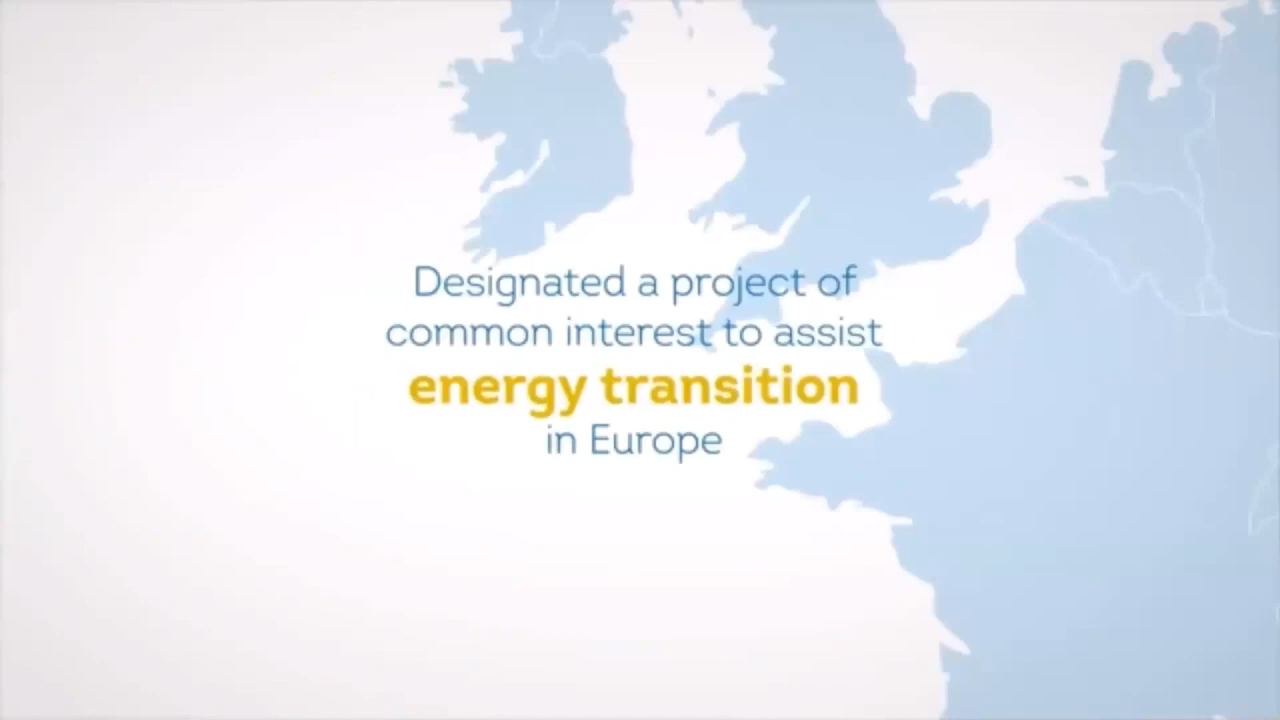 Designated a project of
common interest to assist
energy transition
in Europe